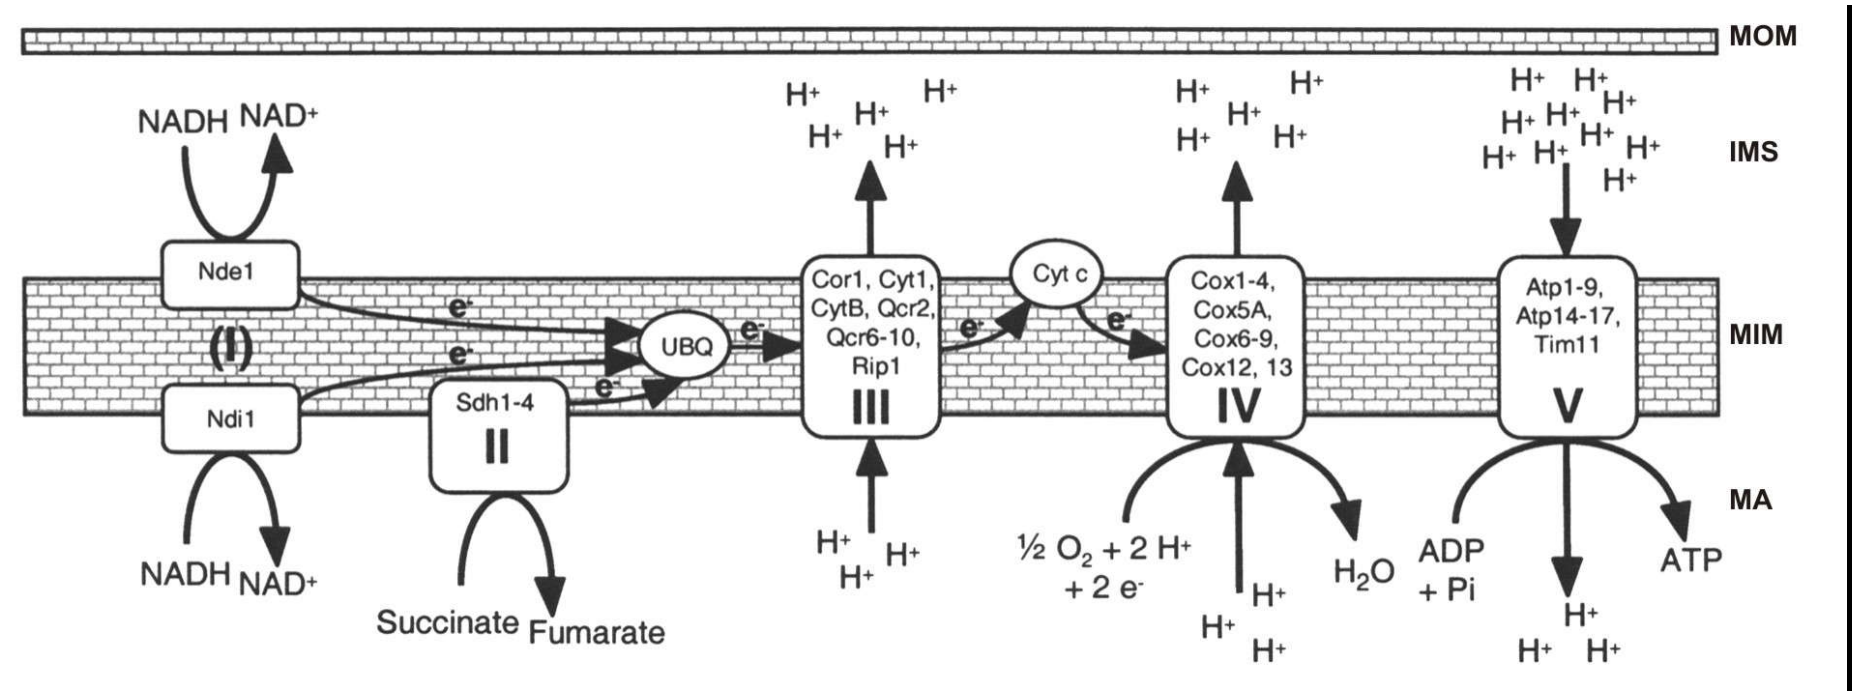 MOM
H+ H+ H+ H+ H+
H+ H+ H+ H+ H+
H+ H+ H+ H+ H+ H+ H+ H+ H+ H+
NADH NAD+
IMS
Nde1
(I)
Ndi1
e-
e-
e-
Sdh1-4
II
UBQ
e-
Cor1, Cyt1,
CytB, Qcr2,
Qcr6-10,
Rip1
III
e-
Cyt c
e-
Cox1-4,
Cox5A,
Cox6-9,
Cox12, 13
IV
Atp1-9,
Atp14-17,
Tim11
V
MIM
MA
NADH NAD+
Succinate Fumarate
H+ H+
H+
½ O2 + 2 H+
+ 2 e-
H2O
H+
H+
H+
ADP
+ Pi
ATP
H+
H+ H+